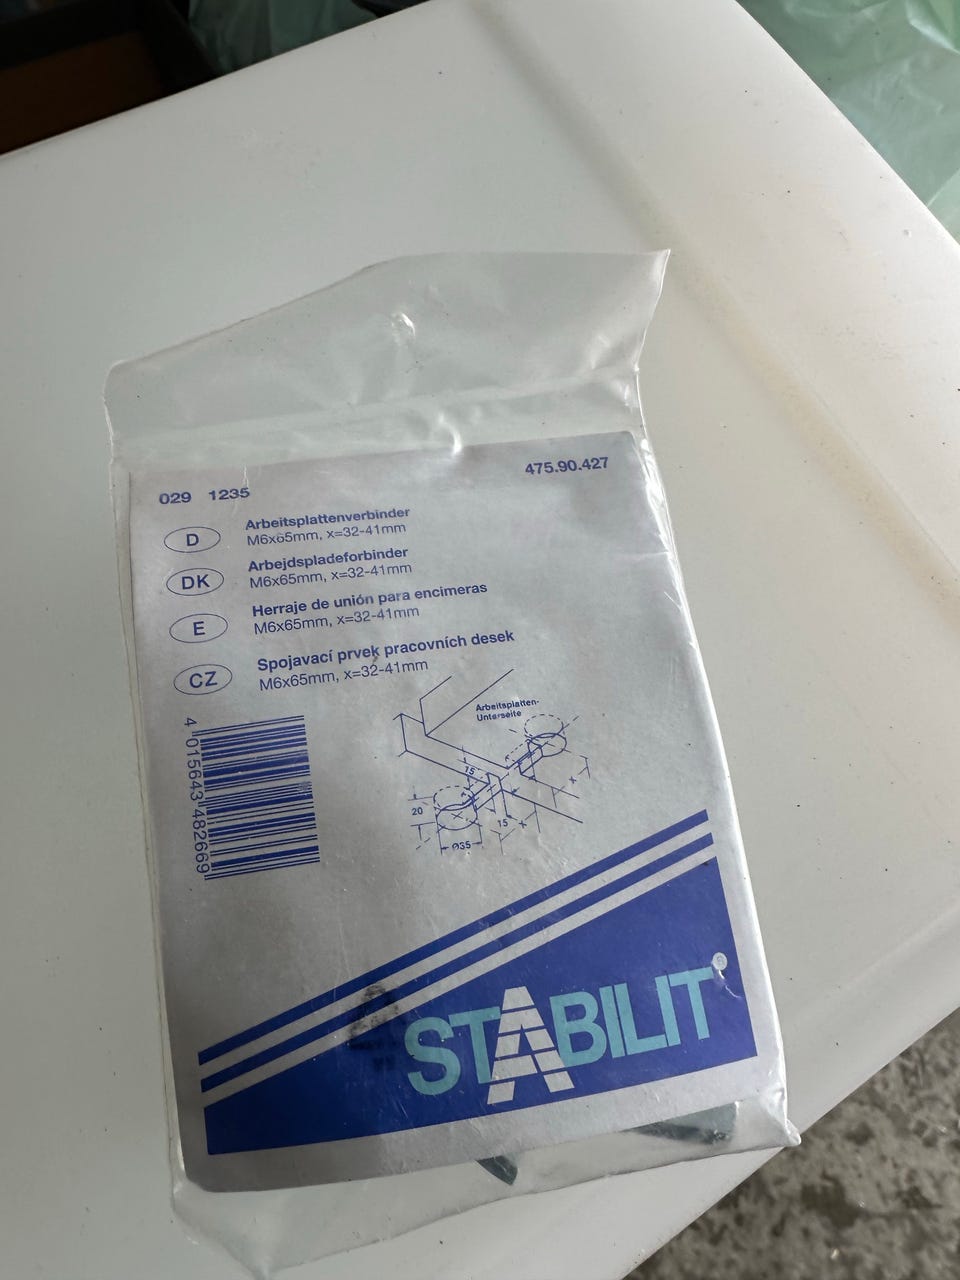 029 1235
475.90.427
D
Arbeitsplattenverbinder
M6x65mm, x=32-41mm
DK
Arbejdspladeforbinder
M6x65mm, x=32-41mm
E
Herraje de unión para encimeras
M6x65mm, x=32-41mm
CZ
Spojavací prvek pracovních desek
M6x65mm, x=32-41mm
Arbeitsplatten-
Unterseite
15
x
20
15
x
Ø35
4 015643 482669
STABILIT®